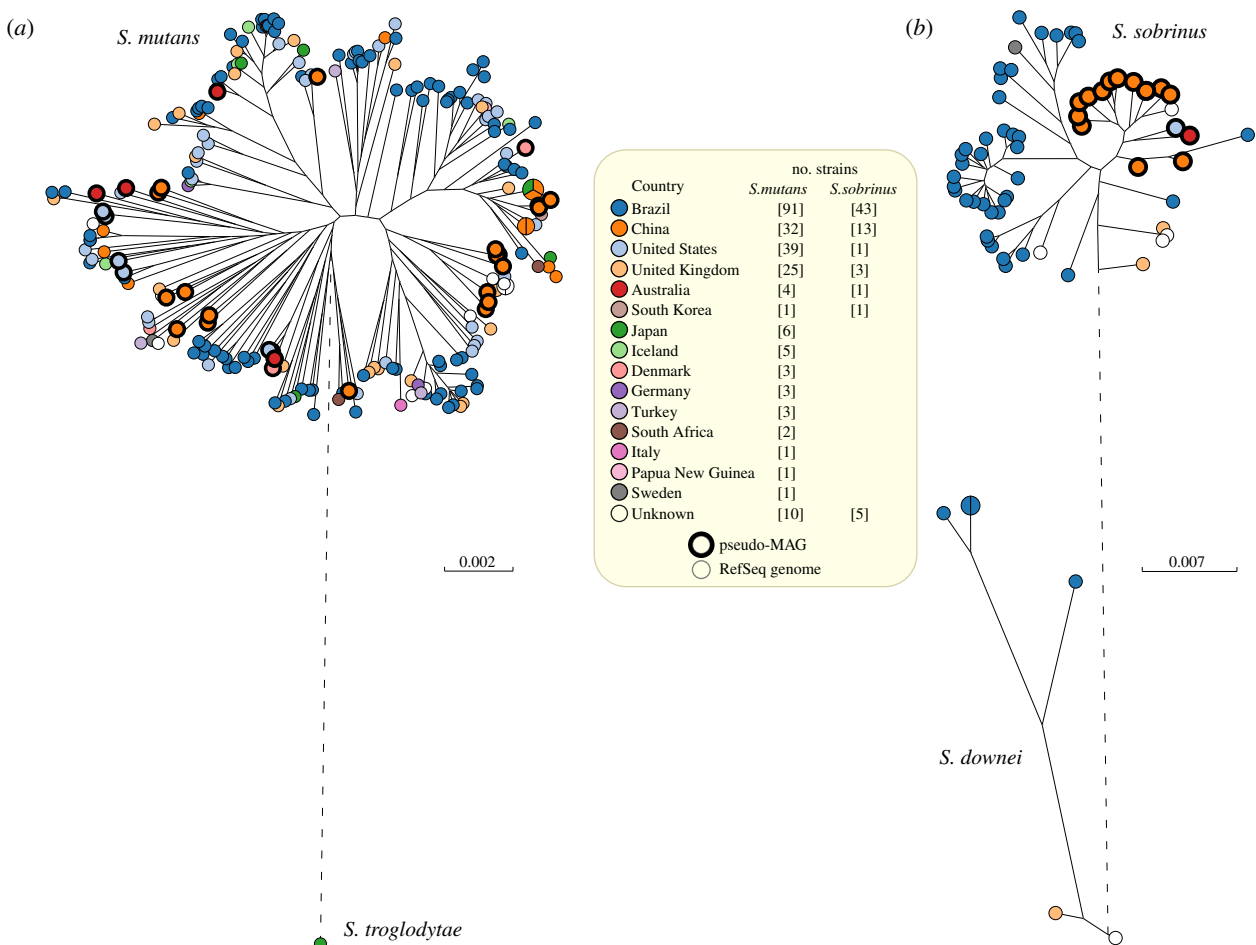 (a)
S. mutans
(b)
S. sobrinus
no. strains
Country S.mutans S.sobrinus
Brazil [91] [43]
China [32] [13]
United States [39] [1]
United Kingdom [25] [3]
Australia [4] [1]
South Korea [1] [1]
Japan [6]
Iceland [5]
Denmark [3]
Germany [3]
Turkey [3]
South Africa [2]
Italy [1]
Papua New Guinea [1]
Sweden [1]
Unknown [10] [5]
pseudo-MAG
RefSeq genome
0.002
0.007
S. downei
S. troglodytae